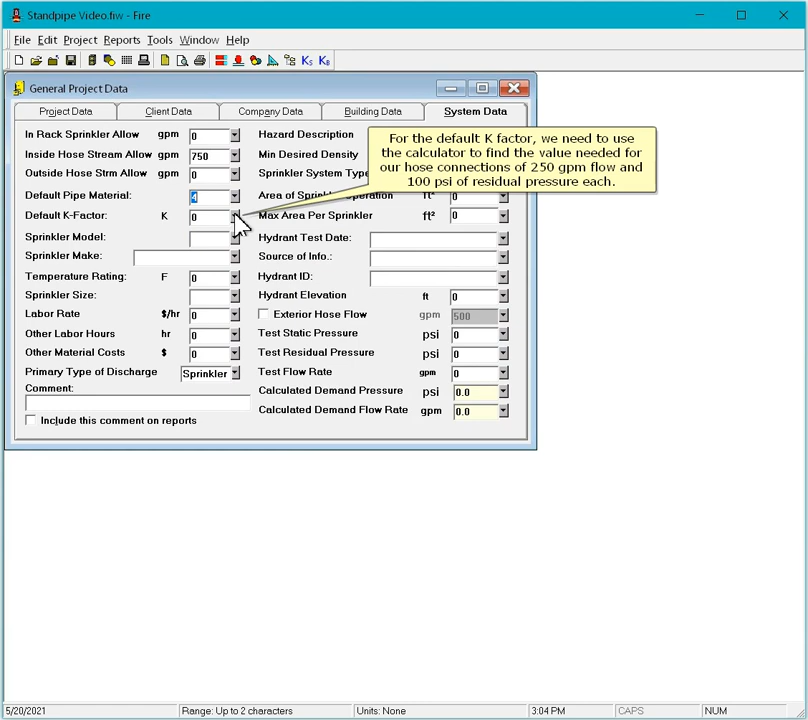 Standpipe Video.fiw - Fire
File Edit Project Reports Tools Window Help
KS KB
General Project Data
Project Data Client Data Company Data Building Data System Data
In Rack Sprinkler Allow gpm 0 Hazard Description
Inside Hose Stream Allow gpm 750 Min Desired Density
Outside Hose Strm Allow gpm 0 Sprinkler System Type
Default Pipe Material: 4 Area of Sprinkler Operation ft² 0
Default K-Factor: K 0 Max Area Per Sprinkler ft² 0
For the default K factor, we need to use
the calculator to find the value needed for
our hose connections of 250 gpm flow and
100 psi of residual pressure each.
Sprinkler Model: Hydrant Test Date:
Sprinkler Make: Source of Info.:
Temperature Rating: F 0 Hydrant ID:
Sprinkler Size: Hydrant Elevation ft 0
Labor Rate $/hr 0 Exterior Hose Flow gpm 500
Other Labor Hours hr 0 Test Static Pressure psi 0
Other Material Costs $ 0 Test Residual Pressure psi 0
Primary Type of Discharge Sprinkler Test Flow Rate gpm 0
Comment: Calculated Demand Pressure psi 0.0
Calculated Demand Flow Rate gpm 0.0
Include this comment on reports
5/20/2021 Range: Up to 2 characters Units: None 3:04 PM CAPS NUM